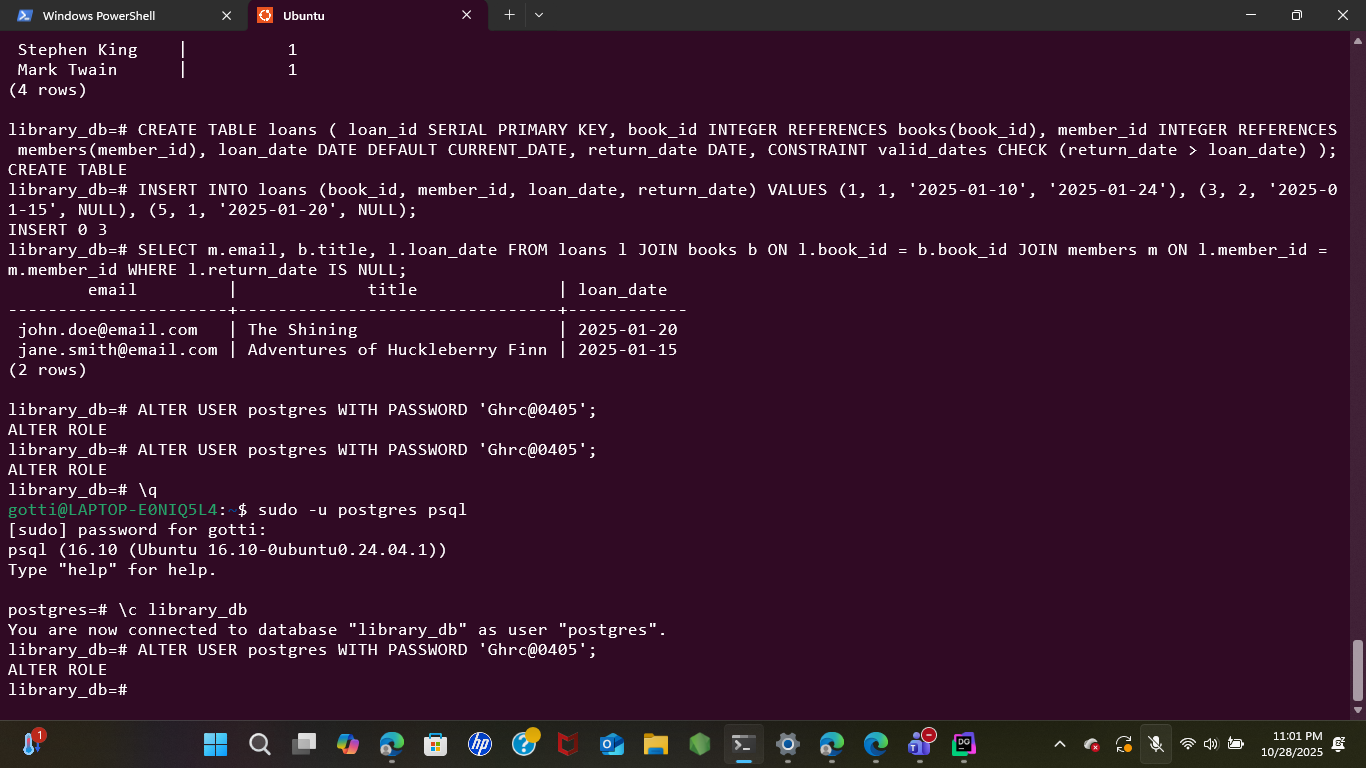 Windows PowerShell
Ubuntu
Stephen King | 1
Mark Twain | 1
(4 rows)
library_db=# CREATE TABLE loans ( loan_id SERIAL PRIMARY KEY, book_id INTEGER REFERENCES books(book_id), member_id INTEGER REFERENCES
members(member_id), loan_date DATE DEFAULT CURRENT_DATE, return_date DATE, CONSTRAINT valid_dates CHECK (return_date > loan_date) );
CREATE TABLE
library_db=# INSERT INTO loans (book_id, member_id, loan_date, return_date) VALUES (1, 1, '2025-01-10', '2025-01-24'), (3, 2, '2025-0
1-15', NULL), (5, 1, '2025-01-20', NULL);
INSERT 0 3
library_db=# SELECT m.email, b.title, l.loan_date FROM loans l JOIN books b ON l.book_id = b.book_id JOIN members m ON l.member_id =
m.member_id WHERE l.return_date IS NULL;
email | title | loan_date
----------------------+--------------------------------+------------
john.doe@email.com | The Shining | 2025-01-20
jane.smith@email.com | Adventures of Huckleberry Finn | 2025-01-15
(2 rows)
library_db=# ALTER USER postgres WITH PASSWORD 'Ghrc@0405';
ALTER ROLE
library_db=# ALTER USER postgres WITH PASSWORD 'Ghrc@0405';
ALTER ROLE
library_db=# \q
gotti@LAPTOP-E0NIQ5L4:~$ sudo -u postgres psql
[sudo] password for gotti:
psql (16.10 (Ubuntu 16.10-0ubuntu0.24.04.1))
Type "help" for help.
postgres=# \c library_db
You are now connected to database "library_db" as user "postgres".
library_db=# ALTER USER postgres WITH PASSWORD 'Ghrc@0405';
ALTER ROLE
library_db=#
1
hp
DG
11:01 PM
10/28/2025